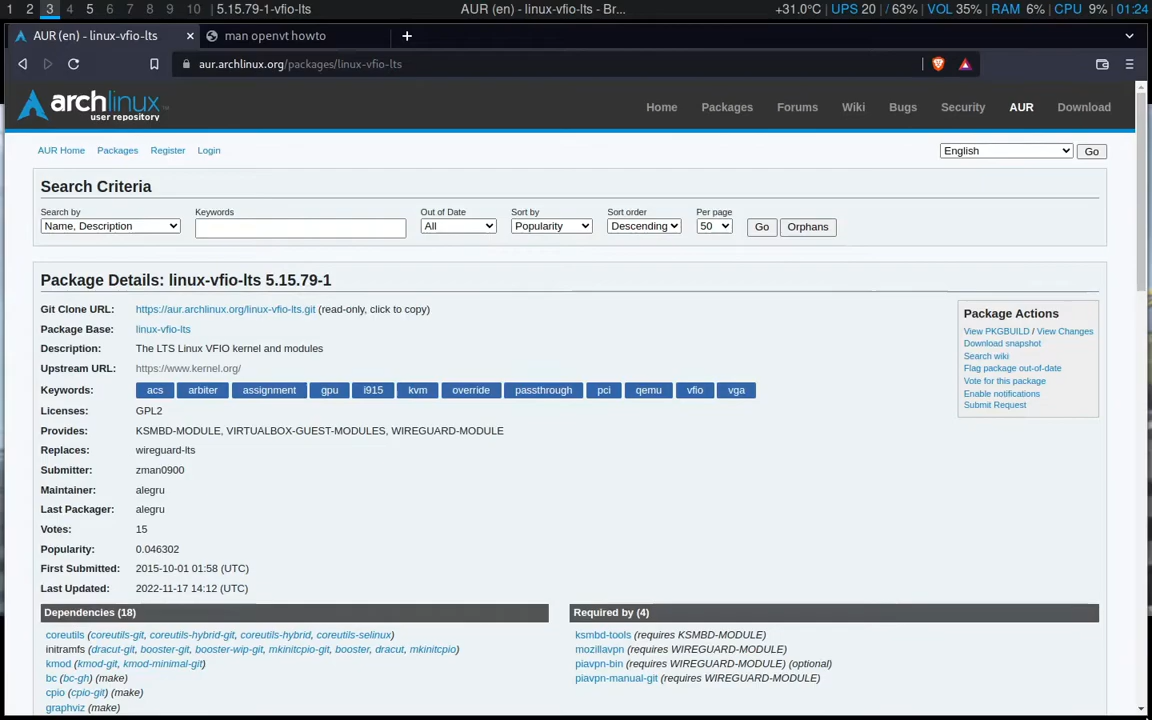 1 2 3 4 5 6 7 8 9 10 5.15.79-1-vfio-lts AUR (en) - linux-vfio-lts - Br... +31.0°C| UPS 20 / 63%| VOL 35%| RAM 6%| CPU 9%| 01:24
AUR (en) - linux-vfio-lts × man openvt howto +
aur.archlinux.org/packages/linux-vfio-lts
archlinux
user repository
Home Packages Forums Wiki Bugs Security AUR Download
AUR Home Packages Register Login English Go
Search Criteria
Search by Keywords Out of Date Sort by Sort order Per page
Name, Description All Popularity Descending 50 Go Orphans
Package Details: linux-vfio-lts 5.15.79-1
Git Clone URL: https://aur.archlinux.org/linux-vfio-lts.git (read-only, click to copy)
Package Base: linux-vfio-lts
Description: The LTS Linux VFIO kernel and modules
Upstream URL: https://www.kernel.org/
Keywords: acs arbiter assignment gpu i915 kvm override passthrough pci qemu vfio vga
Licenses: GPL2
Provides: KSMBD-MODULE, VIRTUALBOX-GUEST-MODULES, WIREGUARD-MODULE
Replaces: wireguard-lts
Submitter: zman0900
Maintainer: alegru
Last Packager: alegru
Votes: 15
Popularity: 0.046302
First Submitted: 2015-10-01 01:58 (UTC)
Last Updated: 2022-11-17 14:12 (UTC)
Package Actions
View PKGBUILD / View Changes
Download snapshot
Search wiki
Flag package out-of-date
Vote for this package
Enable notifications
Submit Request
Dependencies (18)
coreutils (coreutils-git, coreutils-hybrid-git, coreutils-hybrid, coreutils-selinux)
initramfs (dracut-git, booster-git, booster-wip-git, mkinitcpio-git, booster, dracut, mkinitcpio)
kmod (kmod-git, kmod-minimal-git)
bc (bc-gh) (make)
cpio (cpio-git) (make)
graphviz (make)
Required by (4)
ksmbd-tools (requires KSMBD-MODULE)
mozillavpn (requires WIREGUARD-MODULE)
piavpn-bin (requires WIREGUARD-MODULE) (optional)
piavpn-manual-git (requires WIREGUARD-MODULE)